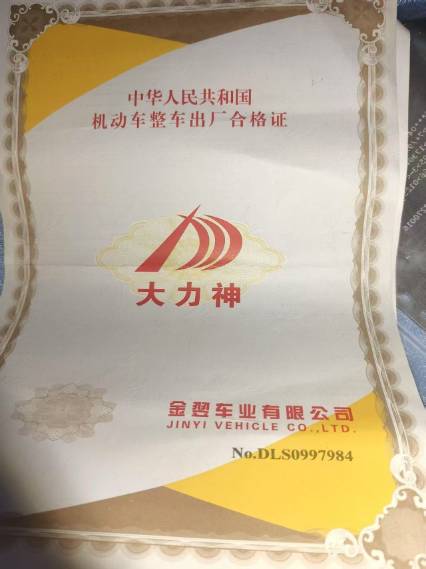 中华人民共和国
机动车整车出厂合格证
大力神
金翌车业有限公司
JINYI VEHICLE CO.,LTD.
No.DLS0997984